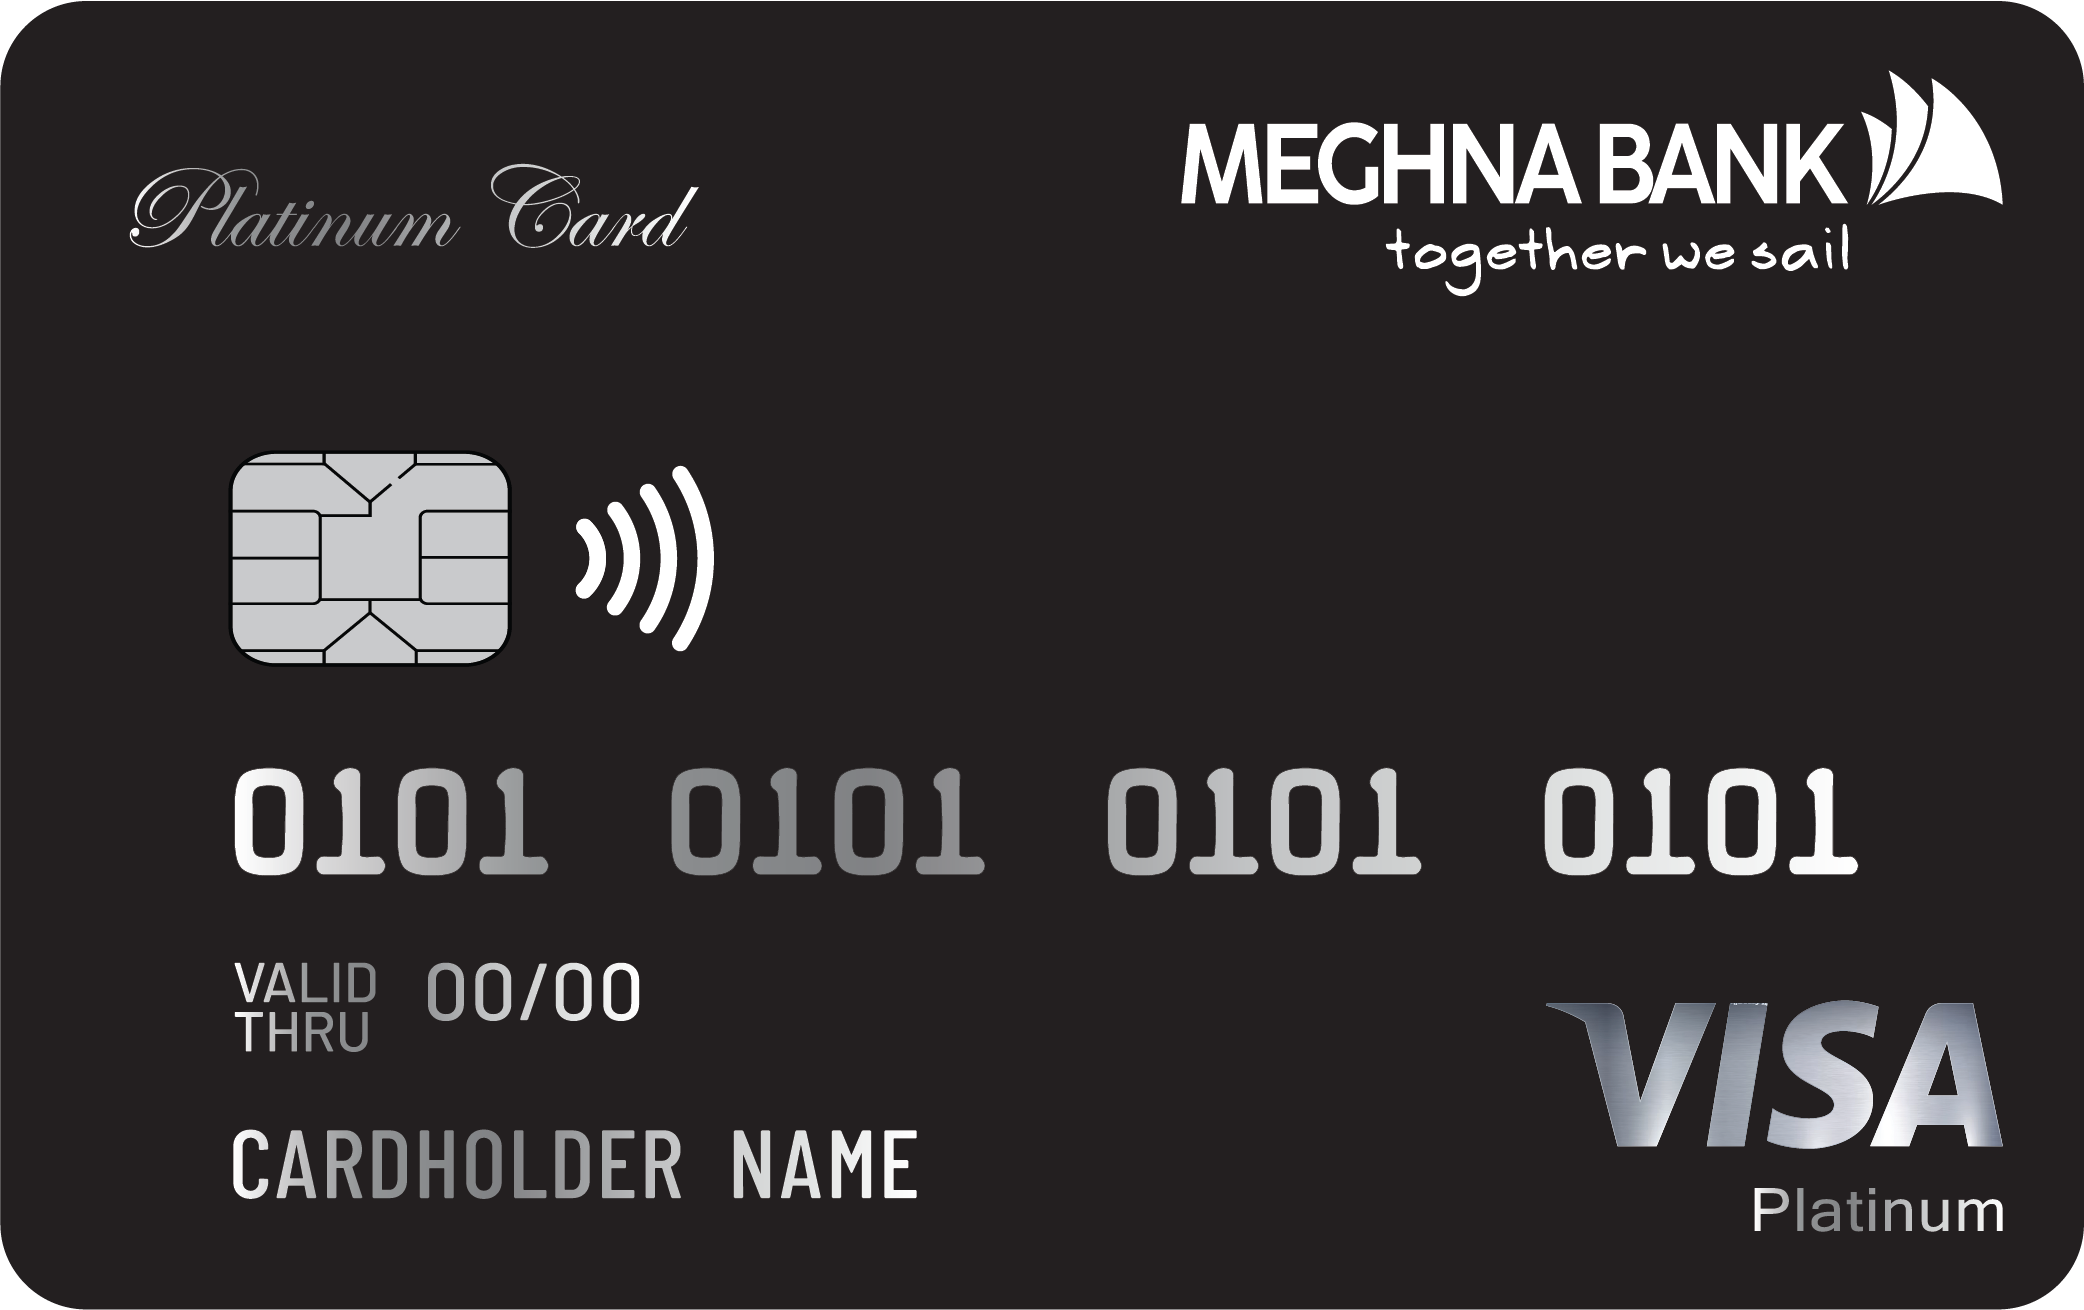 Platinum Card
MEGHNA BANK
together we sail
0101 0101 0101 0101
VALID
THRU
00/00
CARDHOLDER NAME
VISA
Platinum